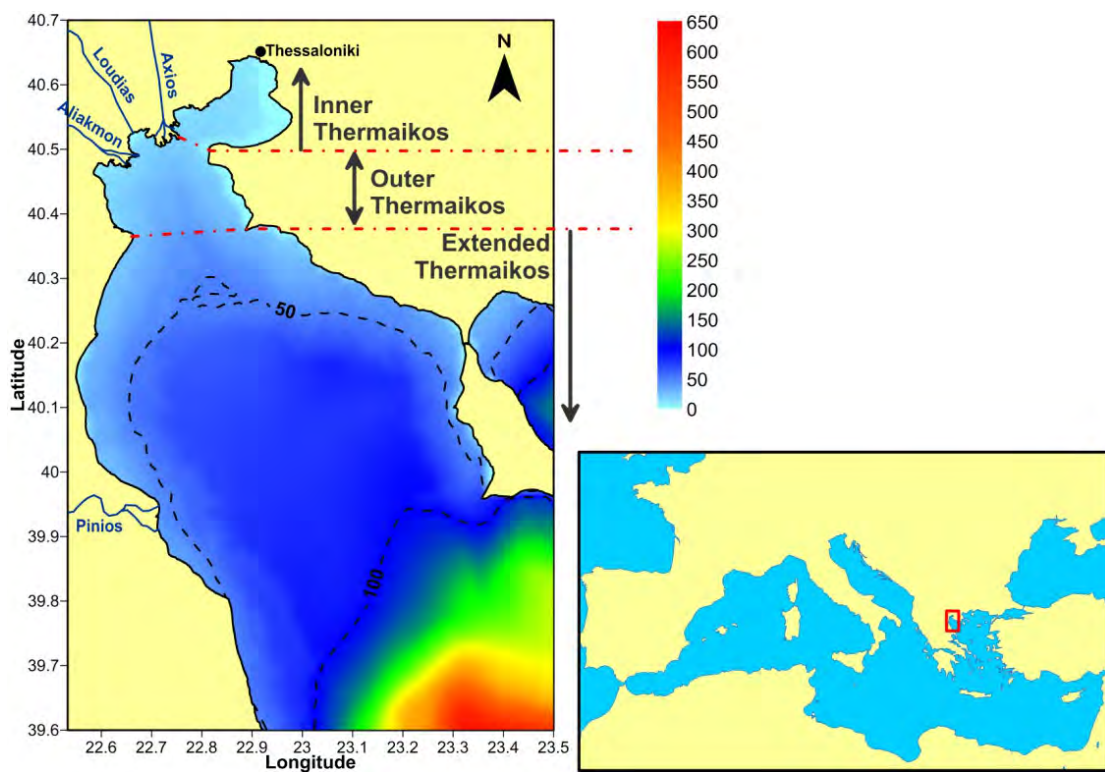 40.7
40.6
40.5
40.4
40.3
40.2
40.1
40
39.9
39.8
39.7
39.6
Latitude
22.6
22.7
22.8
22.9
23
23.1
23.2
23.3
23.4
23.5
Longitude
Aliakmon
Loudias
Axios
Thessaloniki
N
Inner
Thermaikos
Outer
Thermaikos
Extended
Thermaikos
50
100
Pinios
650
600
550
500
450
400
350
300
250
200
150
100
50
0